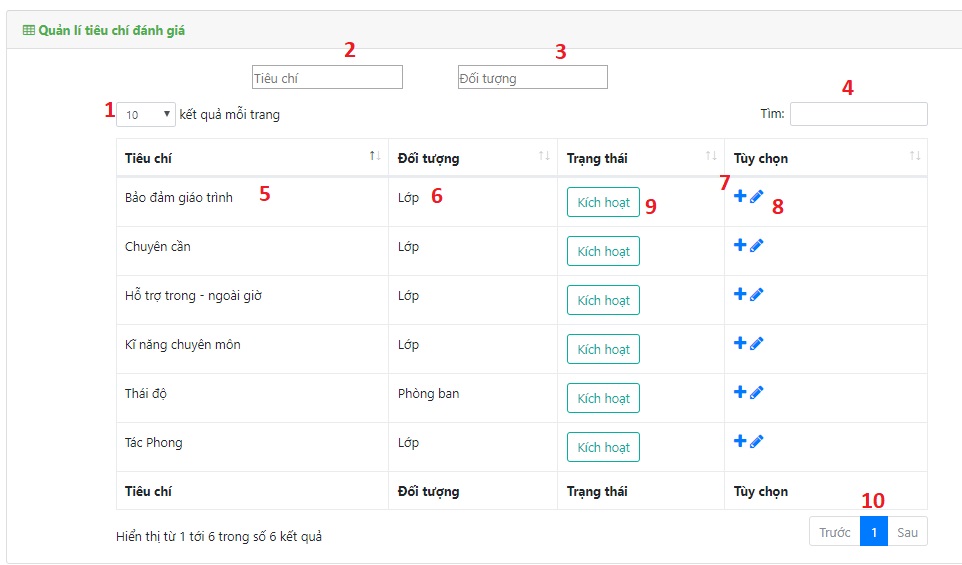 Quản lí tiêu chí đánh giá
2 3
Tiêu chí Đối tượng
4
1 10 kết quả mỗi trang Tìm:
Tiêu chí Đối tượng Trạng thái Tùy chọn
7
Bảo đảm giáo trình 5 Lớp 6 Kích hoạt 9 8
Chuyên cần Lớp Kích hoạt
Hỗ trợ trong - ngoài giờ Lớp Kích hoạt
Kĩ năng chuyên môn Lớp Kích hoạt
Thái độ Phòng ban Kích hoạt
Tác Phong Lớp Kích hoạt
Tiêu chí Đối tượng Trạng thái Tùy chọn
10
Hiển thị từ 1 tới 6 trong số 6 kết quả Trước 1 Sau